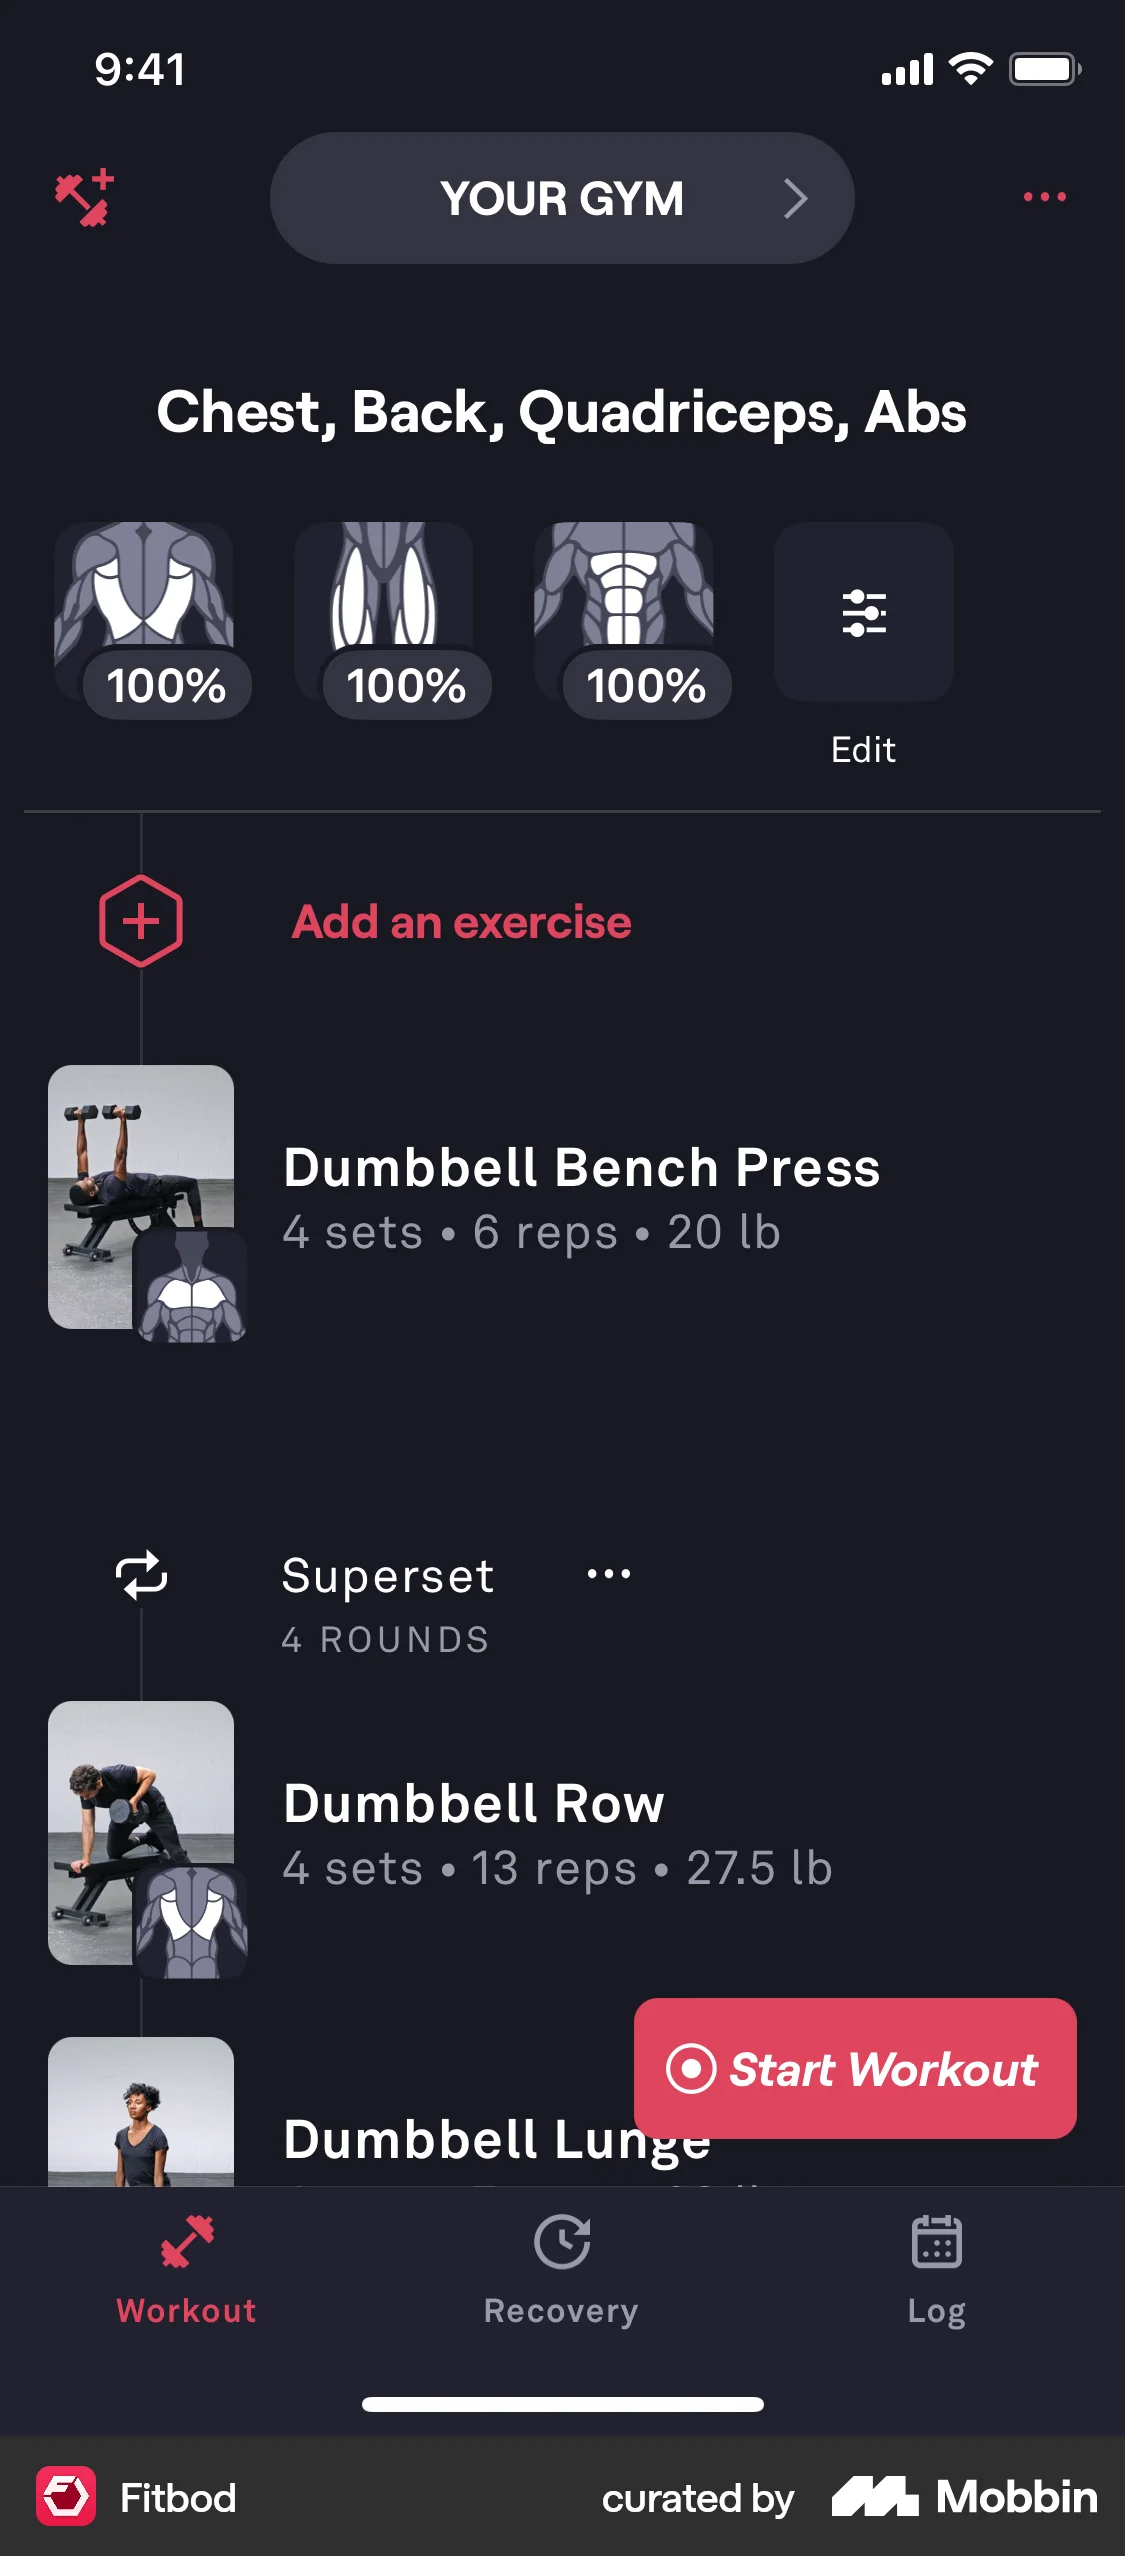 9:41
YOUR GYM
Chest, Back, Quadriceps, Abs
100% 100% 100%
Edit
Add an exercise
Dumbbell Bench Press
4 sets • 6 reps • 20 lb
Superset
4 ROUNDS
Dumbbell Row
4 sets • 13 reps • 27.5 lb
Start Workout
Dumbbell Lunge
Workout Recovery Log
Fitbod curated by Mobbin